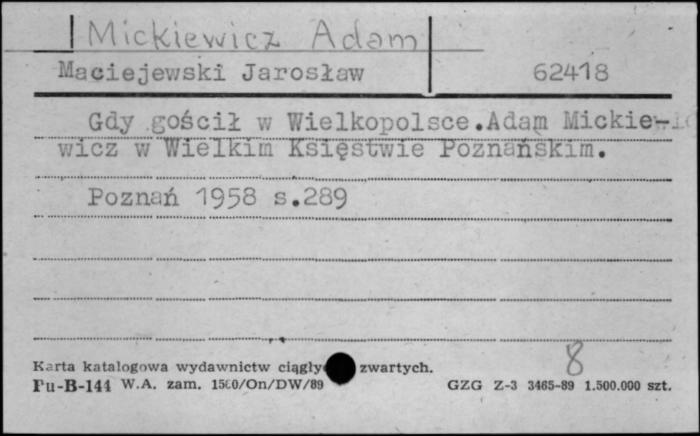 Mickiewicz Adam
Maciejewski Jarosław 62418
Gdy gościł w Wielkopolsce.Adam Mickie-
wicz w Wielkim Księstwie Poznańskim.
Poznań 1958 s.289
8
Karta katalogowa wydawnictw ciągły zwartych.
Pu-B-144 W.A. zam. 1500/On/DW/89 GZG Z-3 3465-89 1.500.000 szt.